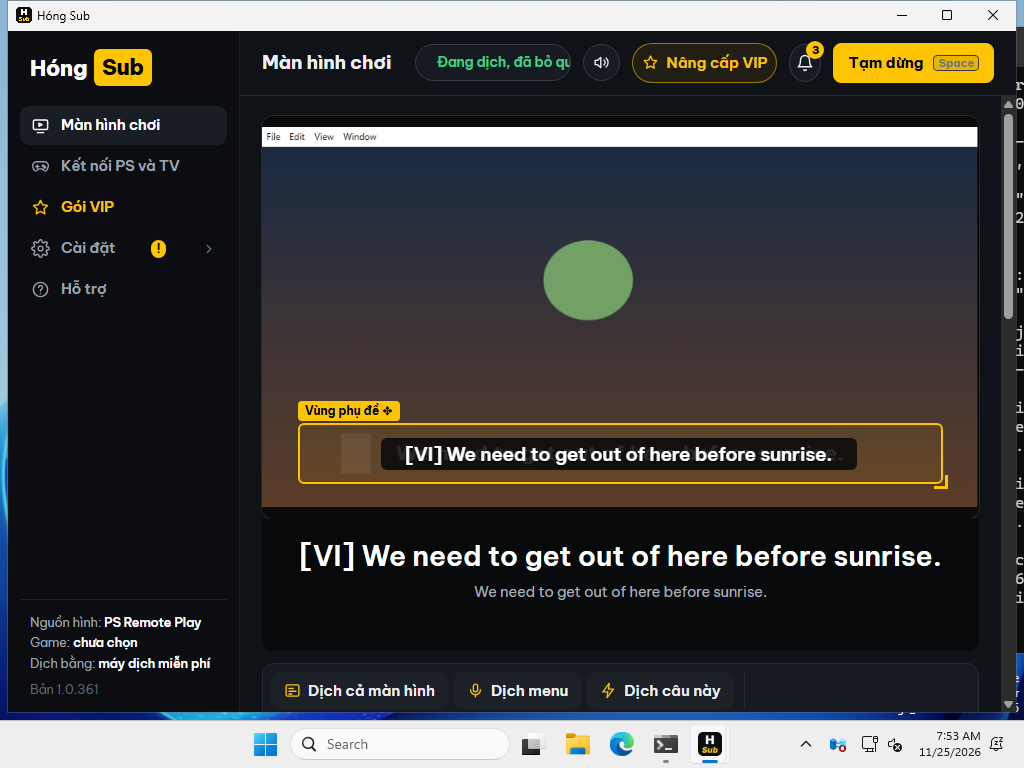 Hóng Sub
Hóng Sub
Màn hình chơi
Kết nối PS và TV
Gói VIP
Cài đặt
!
Hỗ trợ
Nguồn hình: PS Remote Play
Game: chưa chọn
Dịch bằng: máy dịch miễn phí
Bản 1.0.361
Màn hình chơi
Đang dịch, đã bỏ qu
Nâng cấp VIP
3
Tạm dừng Space
File Edit View Window
Vùng phụ đề
[VI] We need to get out of here before sunrise.
[VI] We need to get out of here before sunrise.
We need to get out of here before sunrise.
Dịch cả màn hình
Dịch menu
Dịch câu này
Search
7:53 AM
11/25/2026